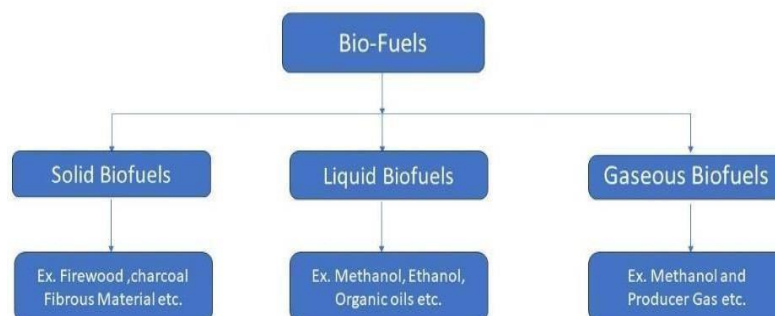 Bio-Fuels
Solid Biofuels
Liquid Biofuels
Gaseous Biofuels
Ex. Firewood ,charcoal
Fibrous Material etc.
Ex. Methanol, Ethanol,
Organic oils etc.
Ex. Methanol and
Producer Gas etc.